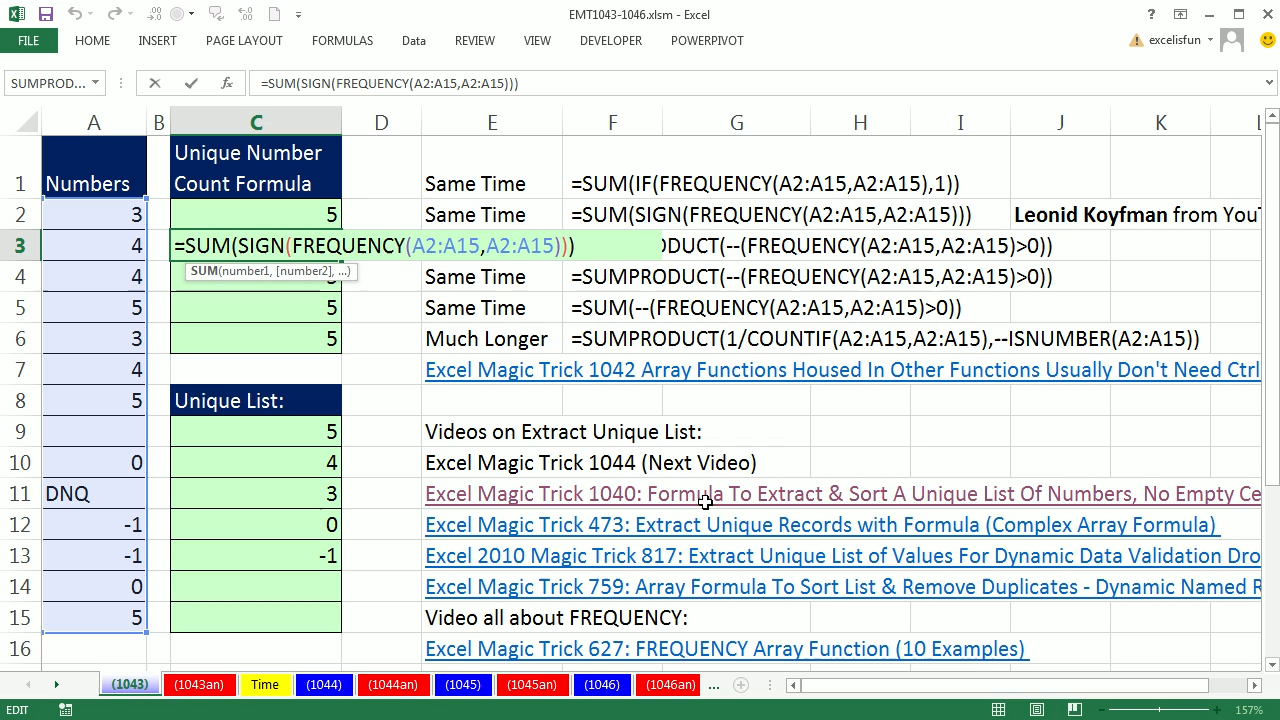 EMT1043-1046.xlsm - Excel
FILE HOME INSERT PAGE LAYOUT FORMULAS Data REVIEW VIEW DEVELOPER POWERPIVOT excelisfun
SUMPROD... fx =SUM(SIGN(FREQUENCY(A2:A15,A2:A15)))
A B C D E F G H I J K L
1 Numbers Unique Number Count Formula Same Time =SUM(IF(FREQUENCY(A2:A15,A2:A15),1))
2 3 5 Same Time =SUM(SIGN(FREQUENCY(A2:A15,A2:A15))) Leonid Koyfman from YouT
3 4 =SUM(SIGN(FREQUENCY(A2:A15,A2:A15))) DUCT(--(FREQUENCY(A2:A15,A2:A15)>0))
SUM(number1, [number2], ...)
4 4 Same Time =SUMPRODUCT(--(FREQUENCY(A2:A15,A2:A15)>0))
5 5 5 Same Time =SUM(--(FREQUENCY(A2:A15,A2:A15)>0))
6 3 5 Much Longer =SUMPRODUCT(1/COUNTIF(A2:A15,A2:A15),--ISNUMBER(A2:A15))
7 4 Excel Magic Trick 1042 Array Functions Housed In Other Functions Usually Don't Need Ctrl
8 5 Unique List:
9 5 Videos on Extract Unique List:
10 0 4 Excel Magic Trick 1044 (Next Video)
11 DNQ 3 Excel Magic Trick 1040: Formula To Extract & Sort A Unique List Of Numbers, No Empty Ce
12 -1 0 Excel Magic Trick 473: Extract Unique Records with Formula (Complex Array Formula)
13 -1 -1 Excel 2010 Magic Trick 817: Extract Unique List of Values For Dynamic Data Validation Dro
14 0 Excel Magic Trick 759: Array Formula To Sort List & Remove Duplicates - Dynamic Named R
15 5 Video all about FREQUENCY:
16 Excel Magic Trick 627: FREQUENCY Array Function (10 Examples)
(1043) (1043an) Time (1044) (1044an) (1045) (1045an) (1046) (1046an) ...
EDIT 157%